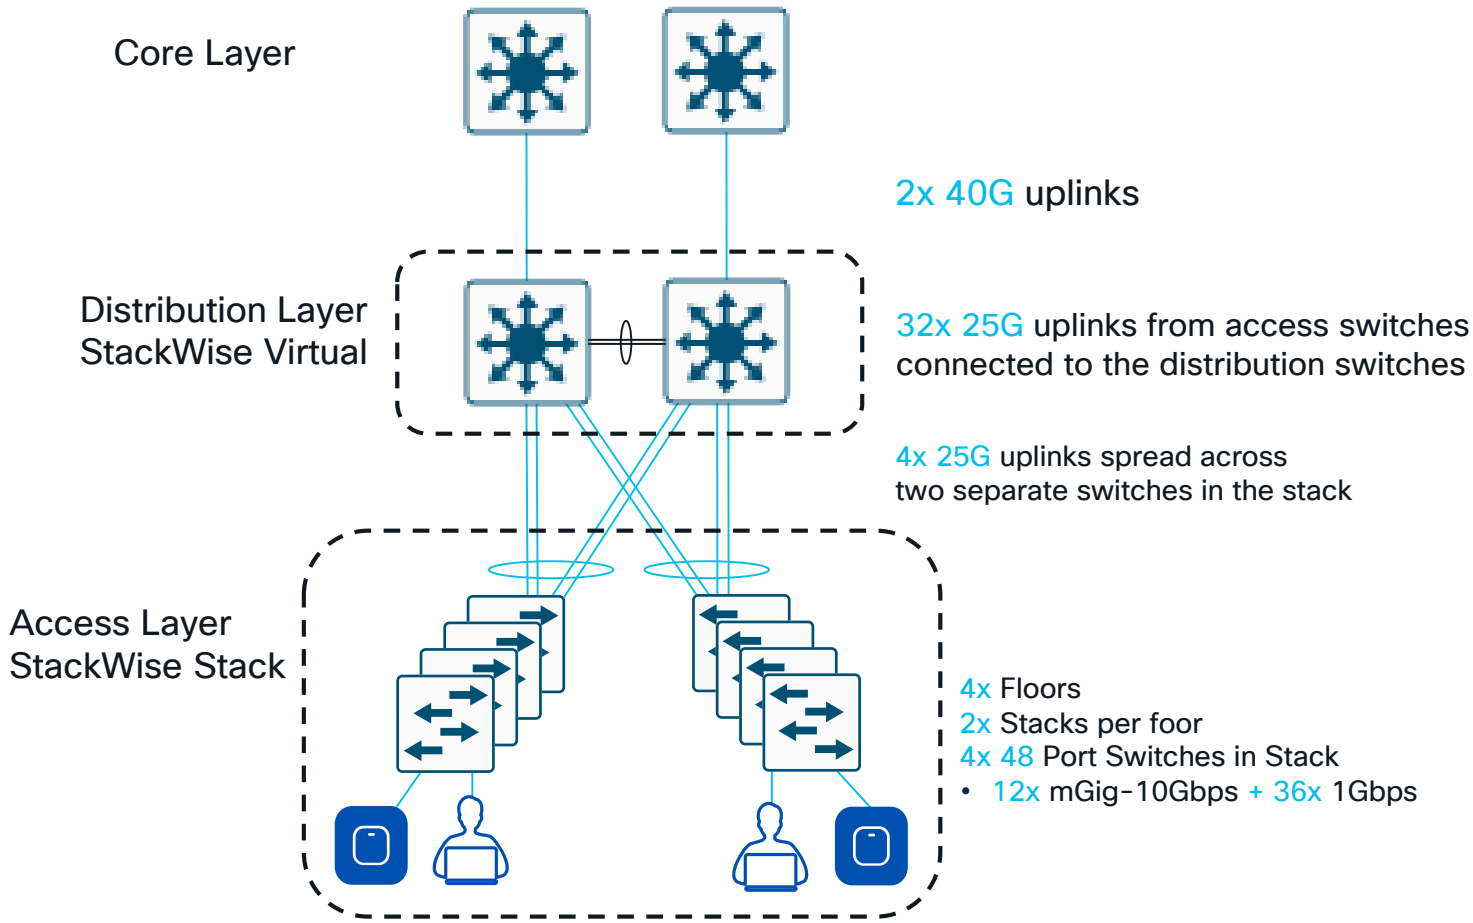 Core Layer
2x 40G uplinks
Distribution Layer
StackWise Virtual
32x 25G uplinks from access switches
connected to the distribution switches
4x 25G uplinks spread across
two separate switches in the stack
Access Layer
StackWise Stack
4x Floors
2x Stacks per foor
4x 48 Port Switches in Stack
• 12x mGig-10Gbps + 36x 1Gbps